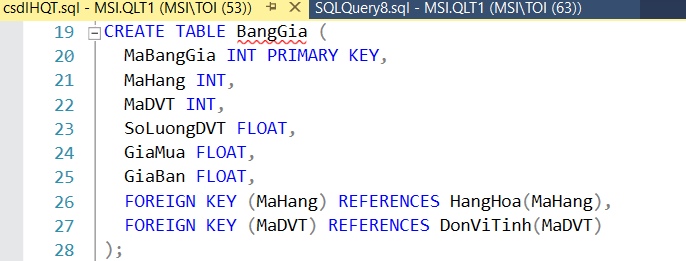 csdlHQT.sql - MSI.QLT1 (MSI\TOI (53)) SQLQuery8.sql - MSI.QLT1 (MSI\TOI (63))
19 CREATE TABLE BangGia (
20 MaBangGia INT PRIMARY KEY,
21 MaHang INT,
22 MaDVT INT,
23 SoLuongDVT FLOAT,
24 GiaMua FLOAT,
25 GiaBan FLOAT,
26 FOREIGN KEY (MaHang) REFERENCES HangHoa(MaHang),
27 FOREIGN KEY (MaDVT) REFERENCES DonViTinh(MaDVT)
28 );